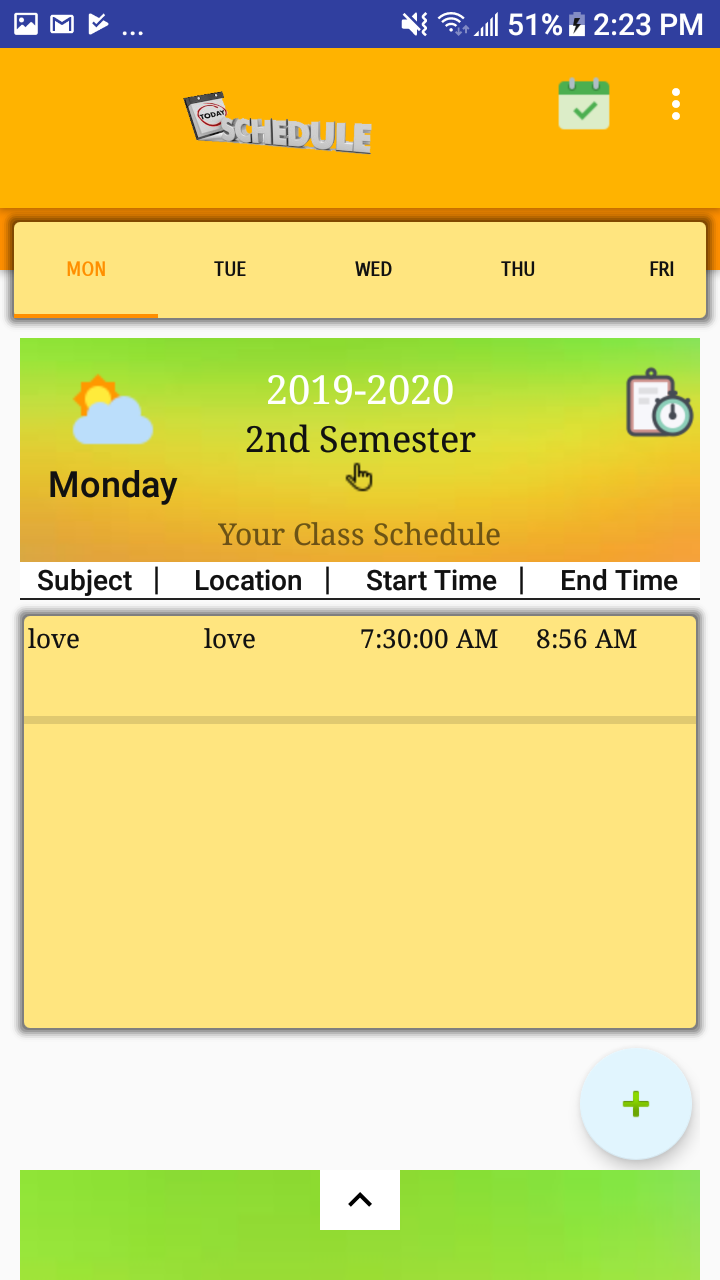 ... 51% 2:23 PM
TODAY
SCHEDULE
MON TUE WED THU FRI
2019-2020
2nd Semester
Monday
Your Class Schedule
Subject | Location | Start Time | End Time
love love 7:30:00 AM 8:56 AM